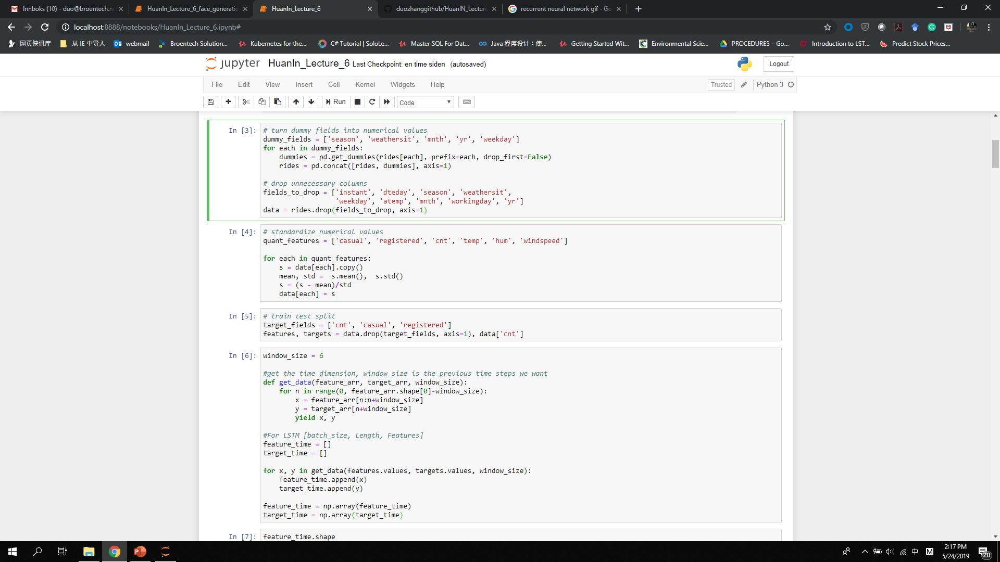 Innboks (10) - duo@broentech.n
HuanIn_Lecture_6_face_generatio
HuanIn_Lecture_6
duozhanggithub/HuanIN_Lecture
recurrent neural network gif - Go
localhost:8888/notebooks/HuanIn_Lecture_6.ipynb#
网页快讯库
从 IE 中导入
webmail
Broentech Solution...
Kubernetes for the...
C# Tutorial | SoloLe...
Master SQL For Dat...
Java 程序设计：使...
Getting Started Wit...
Environmental Scie...
PROCEDURES – Go...
Introduction to LST...
Predict Stock Prices...
jupyter HuanIn_Lecture_6 Last Checkpoint: en time siden (autosaved)
Logout
File Edit View Insert Cell Kernel Widgets Help
Trusted
Python 3
Run
Code
In [3]: # turn dummy fields into numerical values
dummy_fields = ['season', 'weathersit', 'mnth', 'yr', 'weekday']
for each in dummy_fields:
    dummies = pd.get_dummies(rides[each], prefix=each, drop_first=False)
    rides = pd.concat([rides, dummies], axis=1)
# drop unnecessary columns
fields_to_drop = ['instant', 'dteday', 'season', 'weathersit',
                  'weekday', 'atemp', 'mnth', 'workingday', 'yr']
data = rides.drop(fields_to_drop, axis=1)
In [4]: # standardize numerical values
quant_features = ['casual', 'registered', 'cnt', 'temp', 'hum', 'windspeed']
for each in quant_features:
    s = data[each].copy()
    mean, std =  s.mean(),  s.std()
    s = (s - mean)/std
    data[each] = s
In [5]: # train test split
target_fields = ['cnt', 'casual', 'registered']
features, targets = data.drop(target_fields, axis=1), data['cnt']
In [6]: window_size = 6
#get the time dimension, window_size is the previous time steps we want
def get_data(feature_arr, target_arr, window_size):
    for n in range(0, feature_arr.shape[0]-window_size):
        x = feature_arr[n:n+window_size]
        y = target_arr[n+window_size]
        yield x, y
#For LSTM [batch_size, Length, Features]
feature_time = []
target_time = []
for x, y in get_data(features.values, targets.values, window_size):
    feature_time.append(x)
    target_time.append(y)
feature_time = np.array(feature_time)
target_time = np.array(target_time)
In [7]: feature_time.shape
中
M
2:17 PM
5/24/2019
20